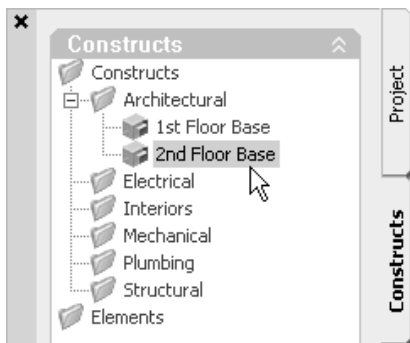 Constructs
Constructs
Architectural
1st Floor Base
2nd Floor Base
Electrical
Interiors
Mechanical
Plumbing
Structural
Elements
Project
Constructs